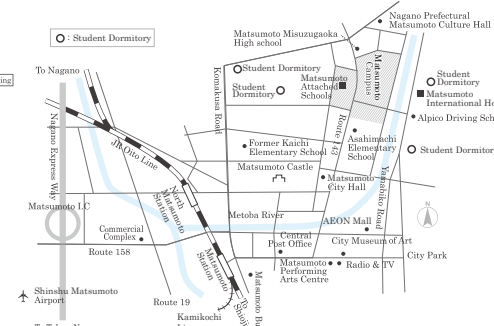 Nagano Prefectural
Matsumoto Culture Hall
Matsumoto Misuzugaoka
High school
: Student Dormitory
To Nagano
Komakusa Road
Student Dormitory
Student
Dormitory
Matsumoto
Attached
Schools
Matsumoto
Campus
Student
Dormitory
Matsumoto
International Ho
Alpico Driving Sch
Route 143
Asahimachi
Elementary
School
Student Dormitor
Nagano Express Way
JR Oito Line
Former Kaichi
Elementary School
Matsumoto Castle
Matsumoto
City Hall
Yamabiko Road
North
Matsumoto
Station
Matsumoto I.C
Metoba River
AEON Mall
N
Commercial
Complex
Central
Post Office
City Museum of Art
Route 158
Matsumoto
Station
Matsumoto
Performing
Arts Centre
Radio & TV
City Park
Shinshu Matsumoto
Airport
Route 19
Kamikochi
To
Shioji
Matsumoto Bu